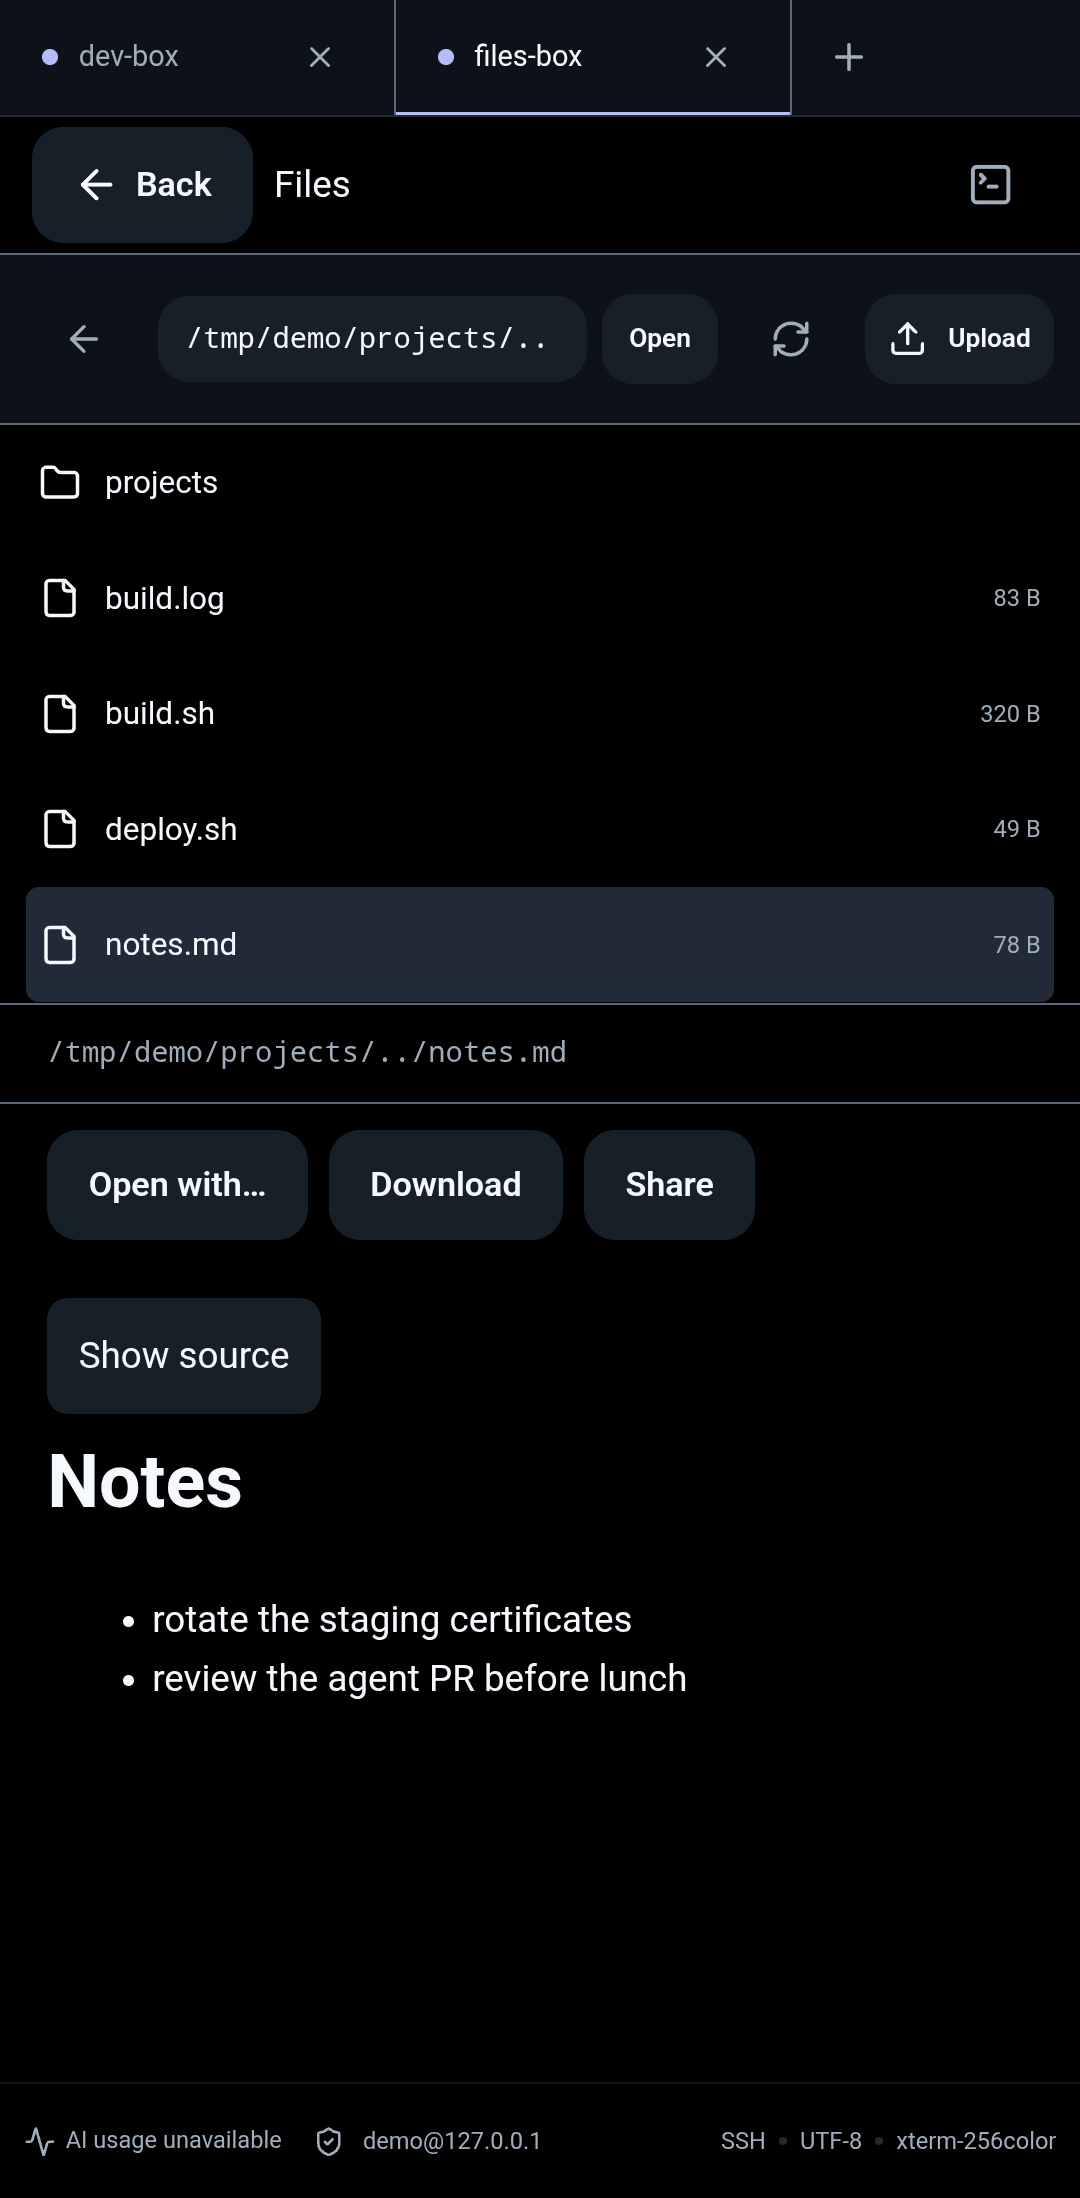 dev-box
files-box
Back
Files
/tmp/demo/projects/..
Open
Upload
projects
build.log 83 B
build.sh 320 B
deploy.sh 49 B
notes.md 78 B
/tmp/demo/projects/../notes.md
Open with…
Download
Share
Show source
Notes
• rotate the staging certificates
• review the agent PR before lunch
AI usage unavailable demo@127.0.0.1 SSH • UTF-8 • xterm-256color